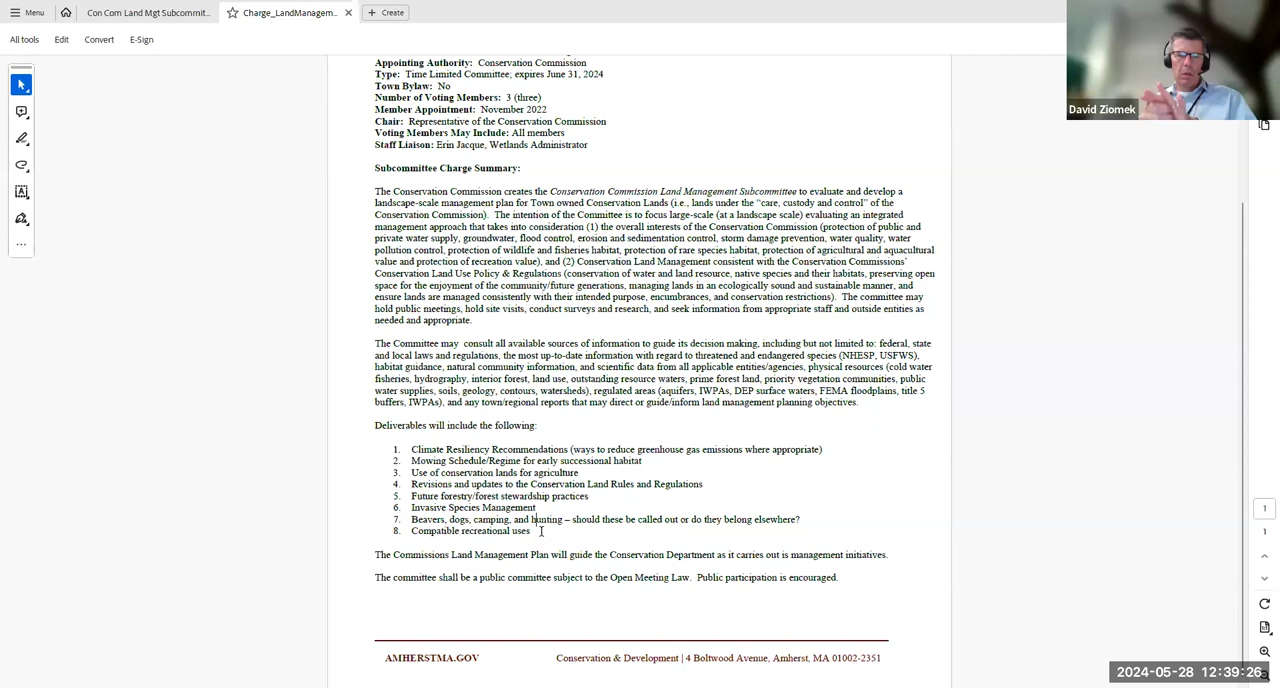 Menu
Con Com Land Mgt Subcommit...
Charge_LandManagem...
Create
All tools
Edit
Convert
E-Sign
David Ziomek
Appointing Authority: Conservation Commission
Type: Time Limited Committee; expires June 31, 2024
Town Bylaw: No
Number of Voting Members: 3 (three)
Member Appointment: November 2022
Chair: Representative of the Conservation Commission
Voting Members May Include: All members
Staff Liaison: Erin Jacque, Wetlands Administrator
Subcommittee Charge Summary:
The Conservation Commission creates the Conservation Commission Land Management Subcommittee to evaluate and develop a
landscape-scale management plan for Town owned Conservation Lands (i.e., lands under the “care, custody and control” of the
Conservation Commission). The intention of the Committee is to focus large-scale (at a landscape scale) evaluating an integrated
management approach that takes into consideration (1) the overall interests of the Conservation Commission (protection of public and
private water supply, groundwater, flood control, erosion and sedimentation control, storm damage prevention, water quality, water
pollution control, protection of wildlife and fisheries habitat, protection of rare species habitat, protection of agricultural and aquacultural
value and protection of recreation value), and (2) Conservation Land Management consistent with the Conservation Commissions’
Conservation Land Use Policy & Regulations (conservation of water and land resource, native species and their habitats, preserving open
space for the enjoyment of the community/future generations, managing lands in an ecologically sound and sustainable manner, and
ensure lands are managed consistently with their intended purpose, encumbrances, and conservation restrictions). The committee may
hold public meetings, hold site visits, conduct surveys and research, and seek information from appropriate staff and outside entities as
needed and appropriate.
The Committee may consult all available sources of information to guide its decision making, including but not limited to: federal, state
and local laws and regulations, the most up-to-date information with regard to threatened and endangered species (NHESP, USFWS),
habitat guidance, natural community information, and scientific data from all applicable entities/agencies, physical resources (cold water
fisheries, hydrography, interior forest, land use, outstanding resource waters, prime forest land, priority vegetation communities, public
water supplies, soils, geology, contours, watersheds), regulated areas (aquifers, IWPAs, DEP surface waters, FEMA floodplains, title 5
buffers, IWPAs), and any town/regional reports that may direct or guide/inform land management planning objectives.
Deliverables will include the following:
1. Climate Resiliency Recommendations (ways to reduce greenhouse gas emissions where appropriate)
2. Mowing Schedule/Regime for early successional habitat
3. Use of conservation lands for agriculture
4. Revisions and updates to the Conservation Land Rules and Regulations
5. Future forestry/forest stewardship practices
6. Invasive Species Management
7. Beavers, dogs, camping, and hunting – should these be called out or do they belong elsewhere?
8. Compatible recreational uses
The Commissions Land Management Plan will guide the Conservation Department as it carries out is management initiatives.
The committee shall be a public committee subject to the Open Meeting Law. Public participation is encouraged.
AMHERSTMA.GOV
Conservation & Development | 4 Boltwood Avenue, Amherst, MA 01002-2351
1
1
2024-05-28 12:39:26